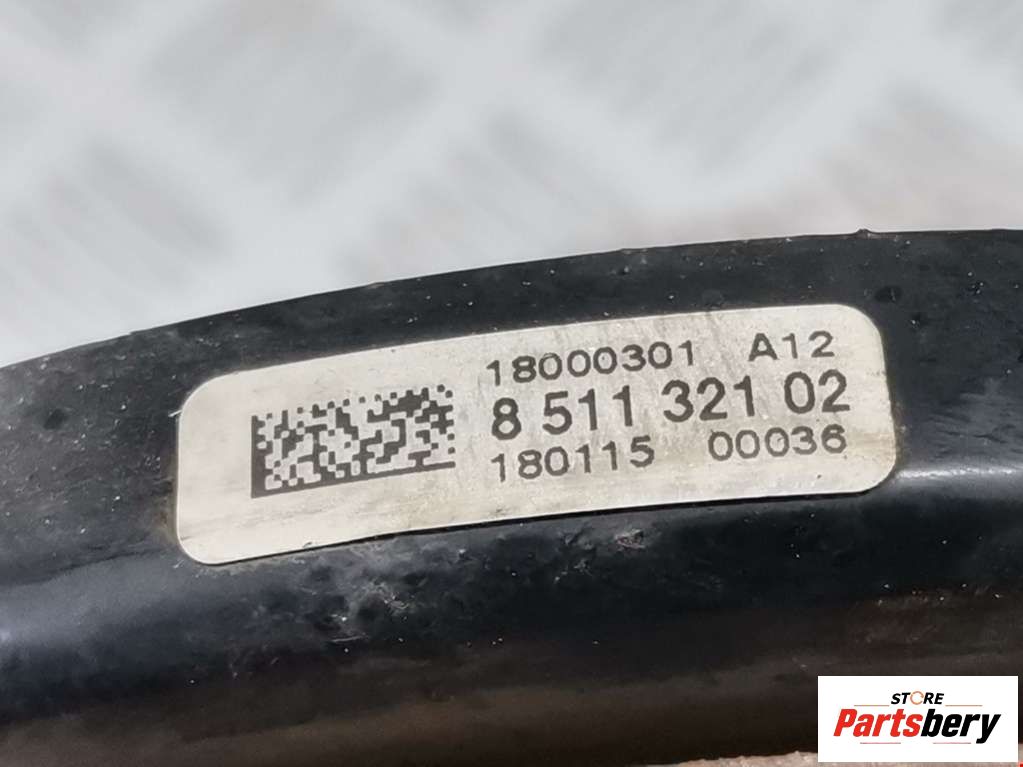 18000301 A12
8 511 321 02
180115 00036
STORE
Partsbery